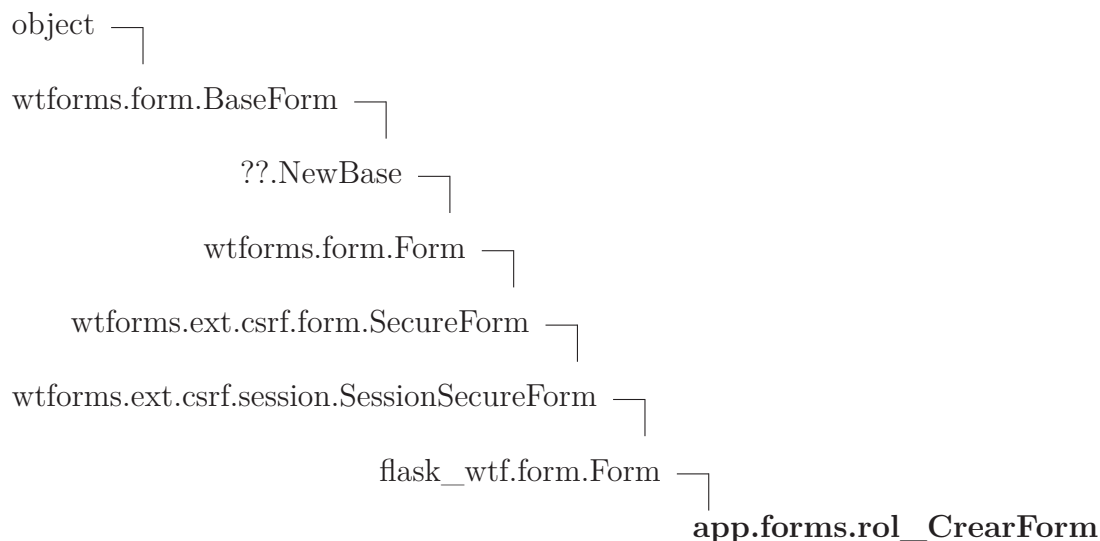 object
wtforms.form.BaseForm
??.NewBase
wtforms.form.Form
wtforms.ext.csrf.form.SecureForm
wtforms.ext.csrf.session.SessionSecureForm
flask_wtf.form.Form
app.forms.rol_CrearForm